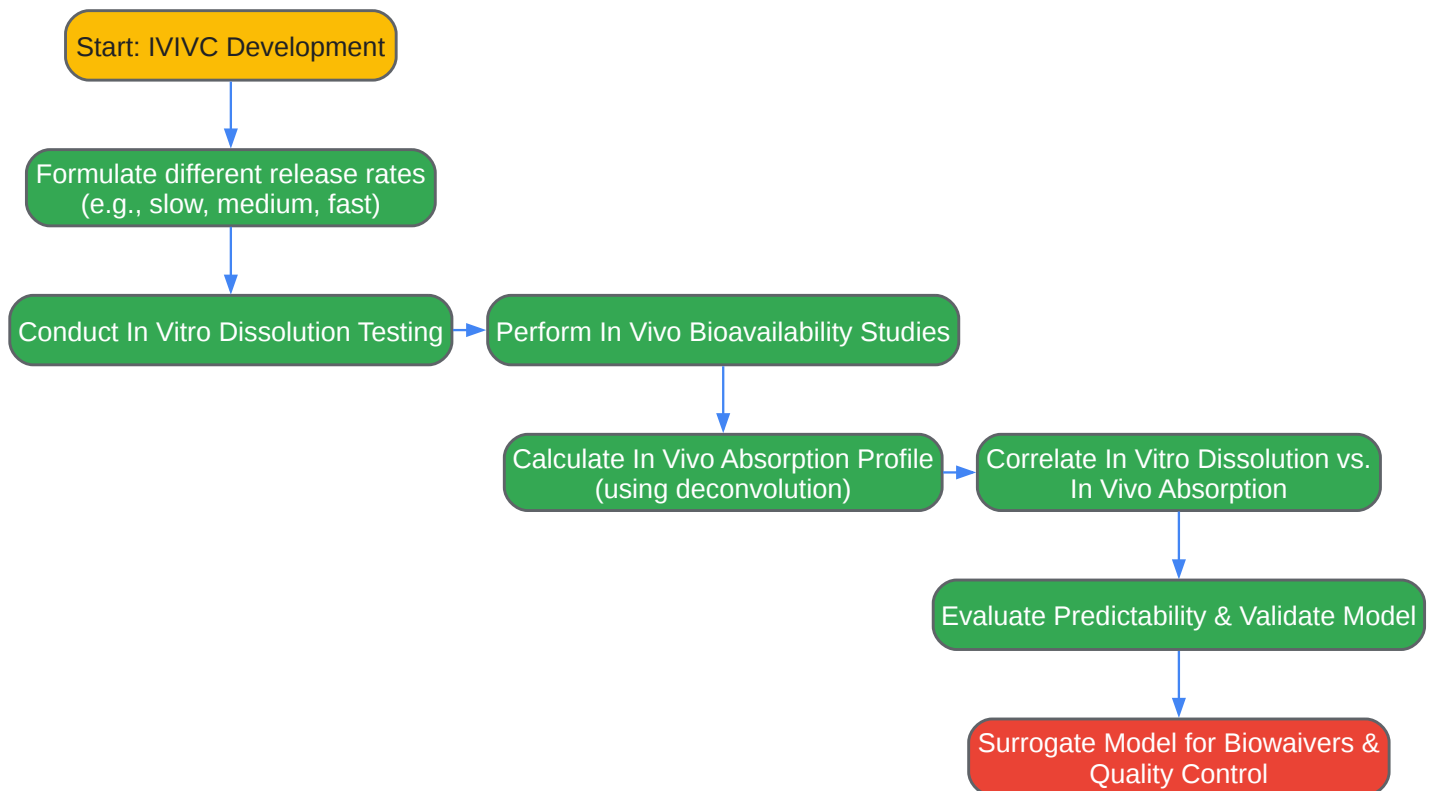 Start: IVIVC Development
Formulate different release rates
(e.g., slow, medium, fast)
Conduct In Vitro Dissolution Testing
Perform In Vivo Bioavailability Studies
Calculate In Vivo Absorption Profile
(using deconvolution)
Correlate In Vitro Dissolution vs.
In Vivo Absorption
Evaluate Predictability & Validate Model
Surrogate Model for Biowaivers &
Quality Control